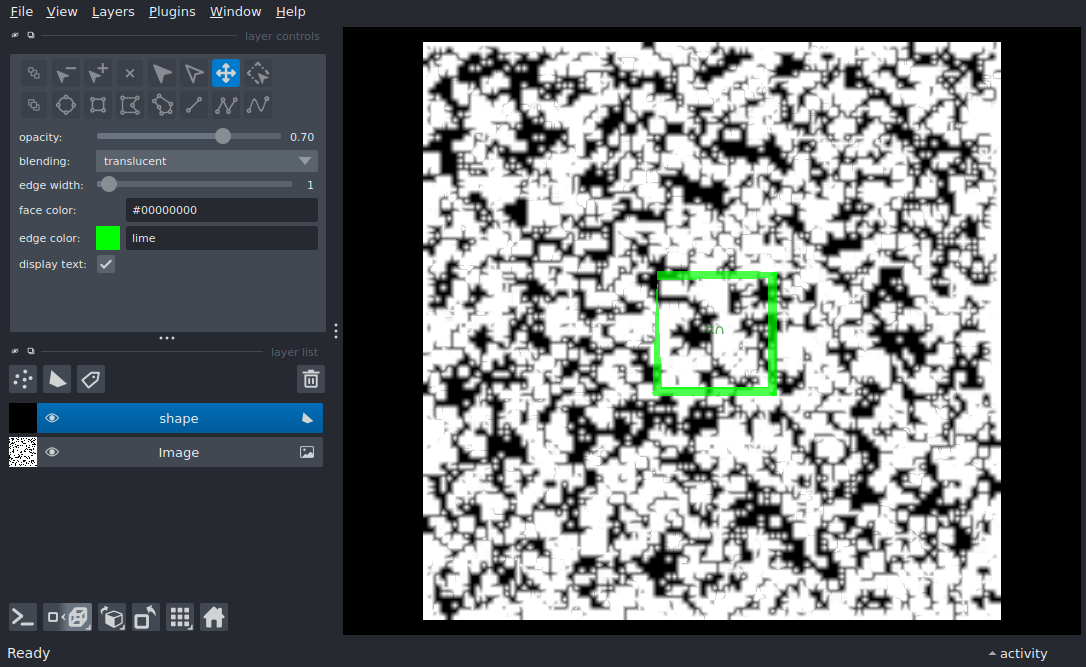 File View Layers Plugins Window Help
layer controls
opacity: 0.70
blending: translucent
edge width: 1
face color: #00000000
edge color: lime
display text:
layer list
shape
Image
Ready
activity